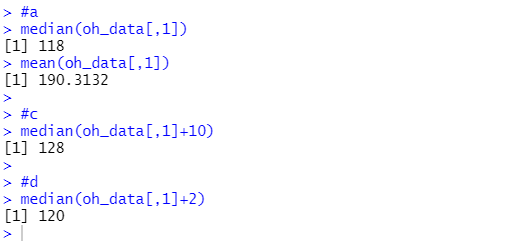 > #a
> median(oh_data[,1])
[1] 118
> mean(oh_data[,1])
[1] 190.3132
>
> #c
> median(oh_data[,1]+10)
[1] 128
>
> #d
> median(oh_data[,1]+2)
[1] 120
>